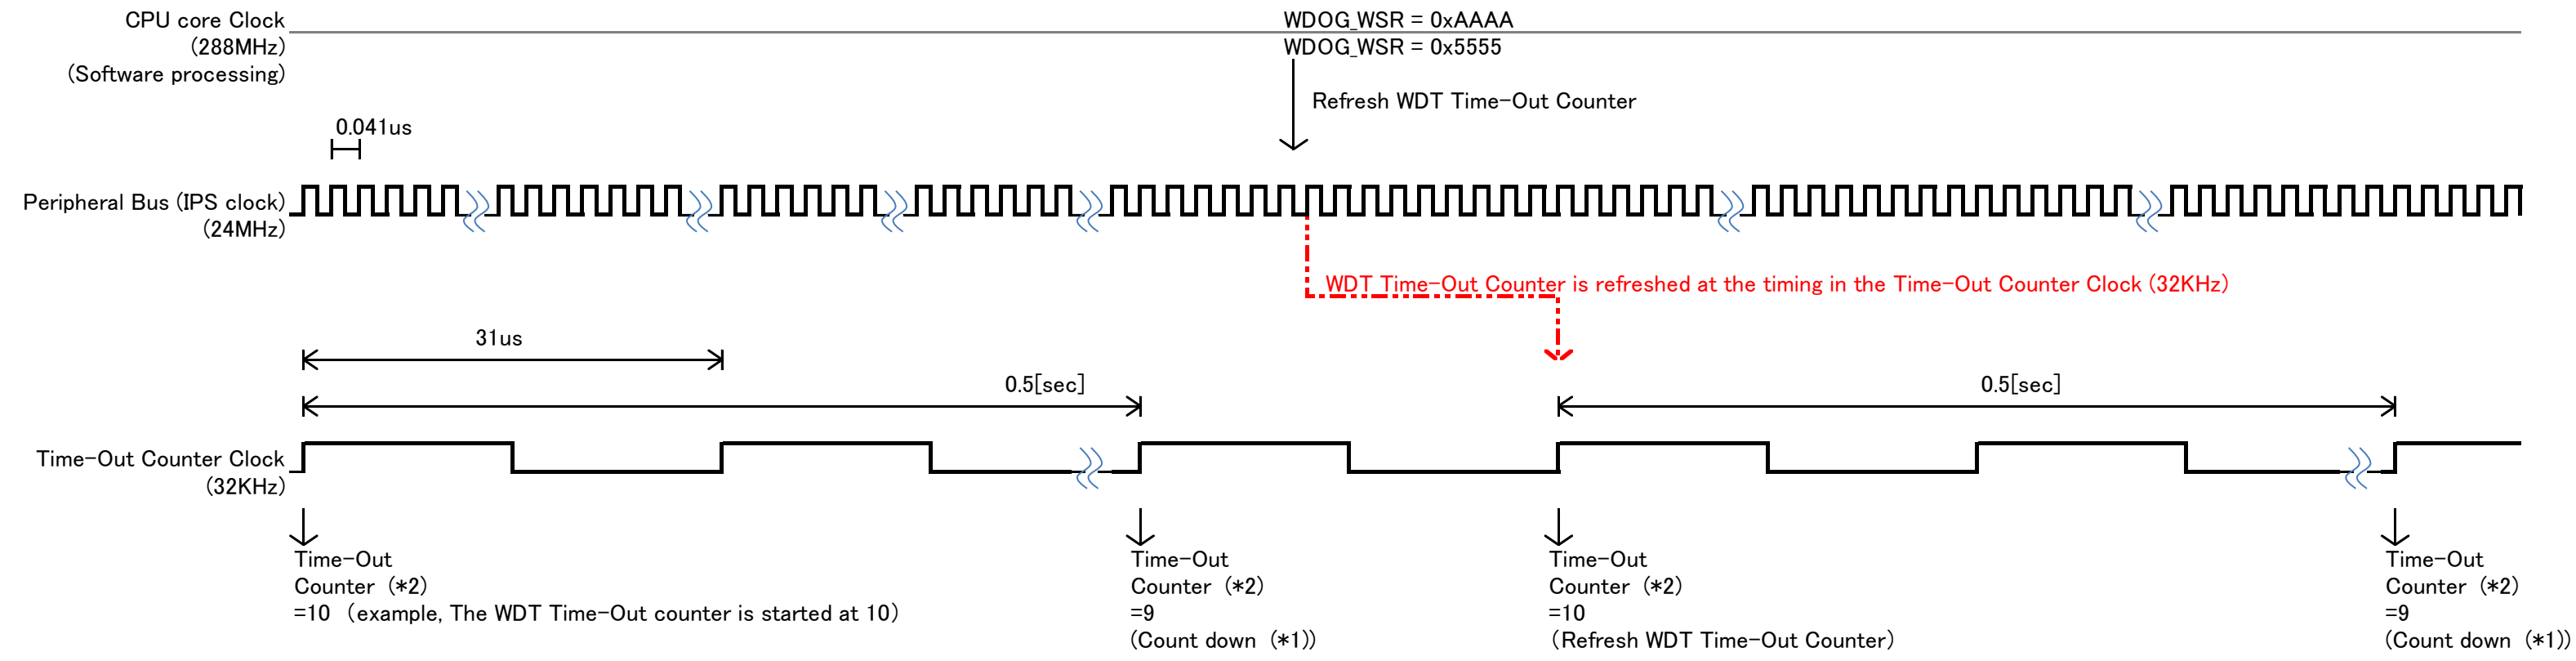 CPU core Clock
(288MHz)
(Software processing)
WDOG_WSR = 0xAAAA
WDOG_WSR = 0x5555
Refresh WDT Time-Out Counter
0.041us
Peripheral Bus (IPS clock)
(24MHz)
WDT Time-Out Counter is refreshed at the timing in the Time-Out Counter Clock (32KHz)
31us
0.5[sec]
0.5[sec]
Time-Out Counter Clock
(32KHz)
Time-Out
Counter (*2)
=10 (example, The WDT Time-Out counter is started at 10)
Time-Out
Counter (*2)
=9
(Count down (*1))
Time-Out
Counter (*2)
=10
(Refresh WDT Time-Out Counter)
Time-Out
Counter (*2)
=9
(Count down (*1))